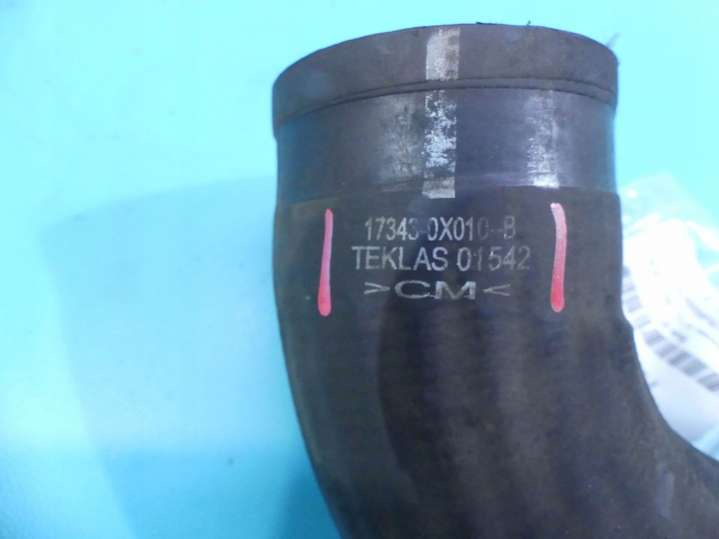 17343-0X010--B
TEKLAS 01542
>CM<